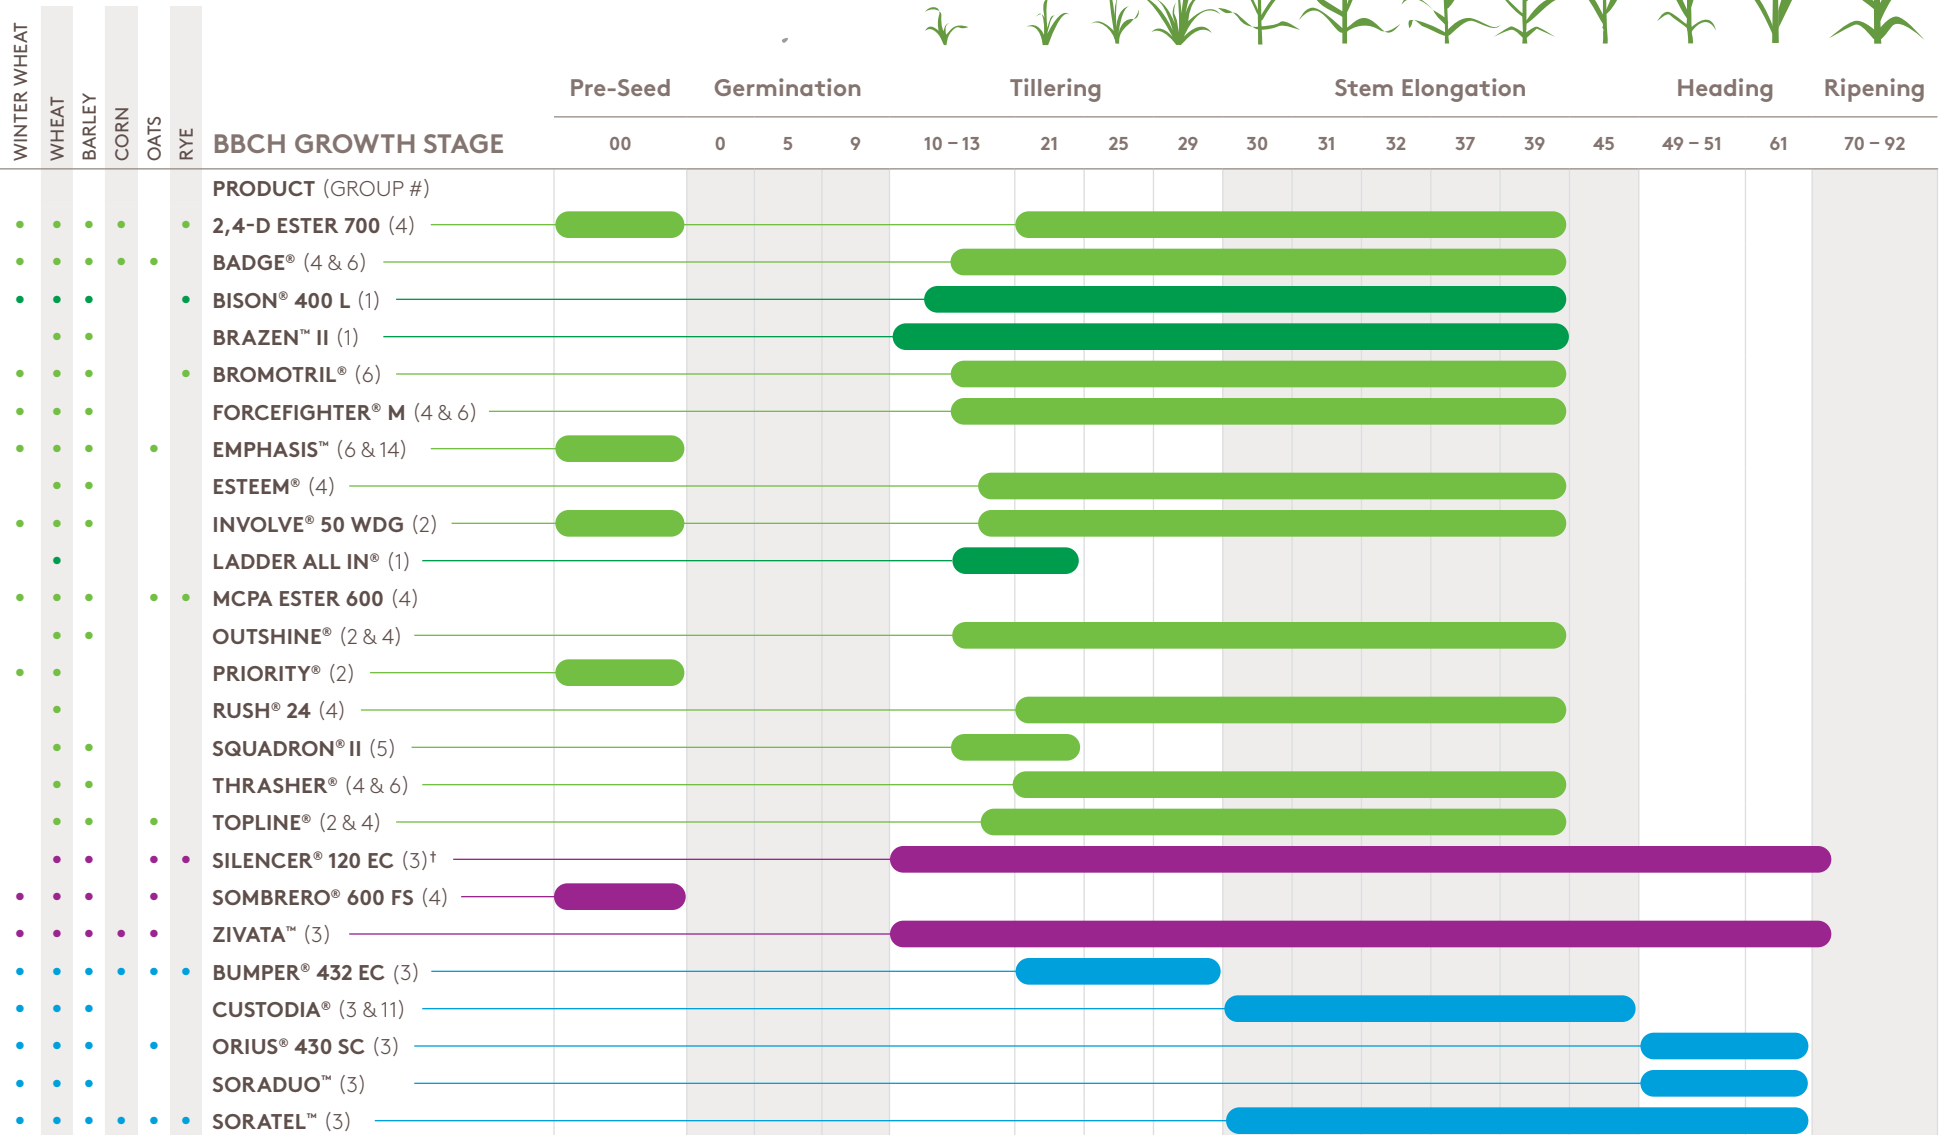 WINTER WHEAT
WHEAT
BARLEY
CORN
OATS
RYE
Pre-Seed Germination Tillering Stem Elongation Heading Ripening
BBCH GROWTH STAGE 00 0 5 9 10 – 13 21 25 29 30 31 32 37 39 45 49 – 51 61 70 – 92
PRODUCT (GROUP #)
2,4-D ESTER 700 (4)
BADGE® (4 & 6)
BISON® 400 L (1)
BRAZEN™ II (1)
BROMOTRIL® (6)
FORCEFIGHTER® M (4 & 6)
EMPHASIS™ (6 & 14)
ESTEEM® (4)
INVOLVE® 50 WDG (2)
LADDER ALL IN® (1)
MCPA ESTER 600 (4)
OUTSHINE® (2 & 4)
PRIORITY® (2)
RUSH® 24 (4)
SQUADRON® II (5)
THRASHER® (4 & 6)
TOPLINE® (2 & 4)
SILENCER® 120 EC (3)†
SOMBRERO® 600 FS (4)
ZIVATA™ (3)
BUMPER® 432 EC (3)
CUSTODIA® (3 & 11)
ORIUS® 430 SC (3)
SORADUO™ (3)
SORATEL™ (3)